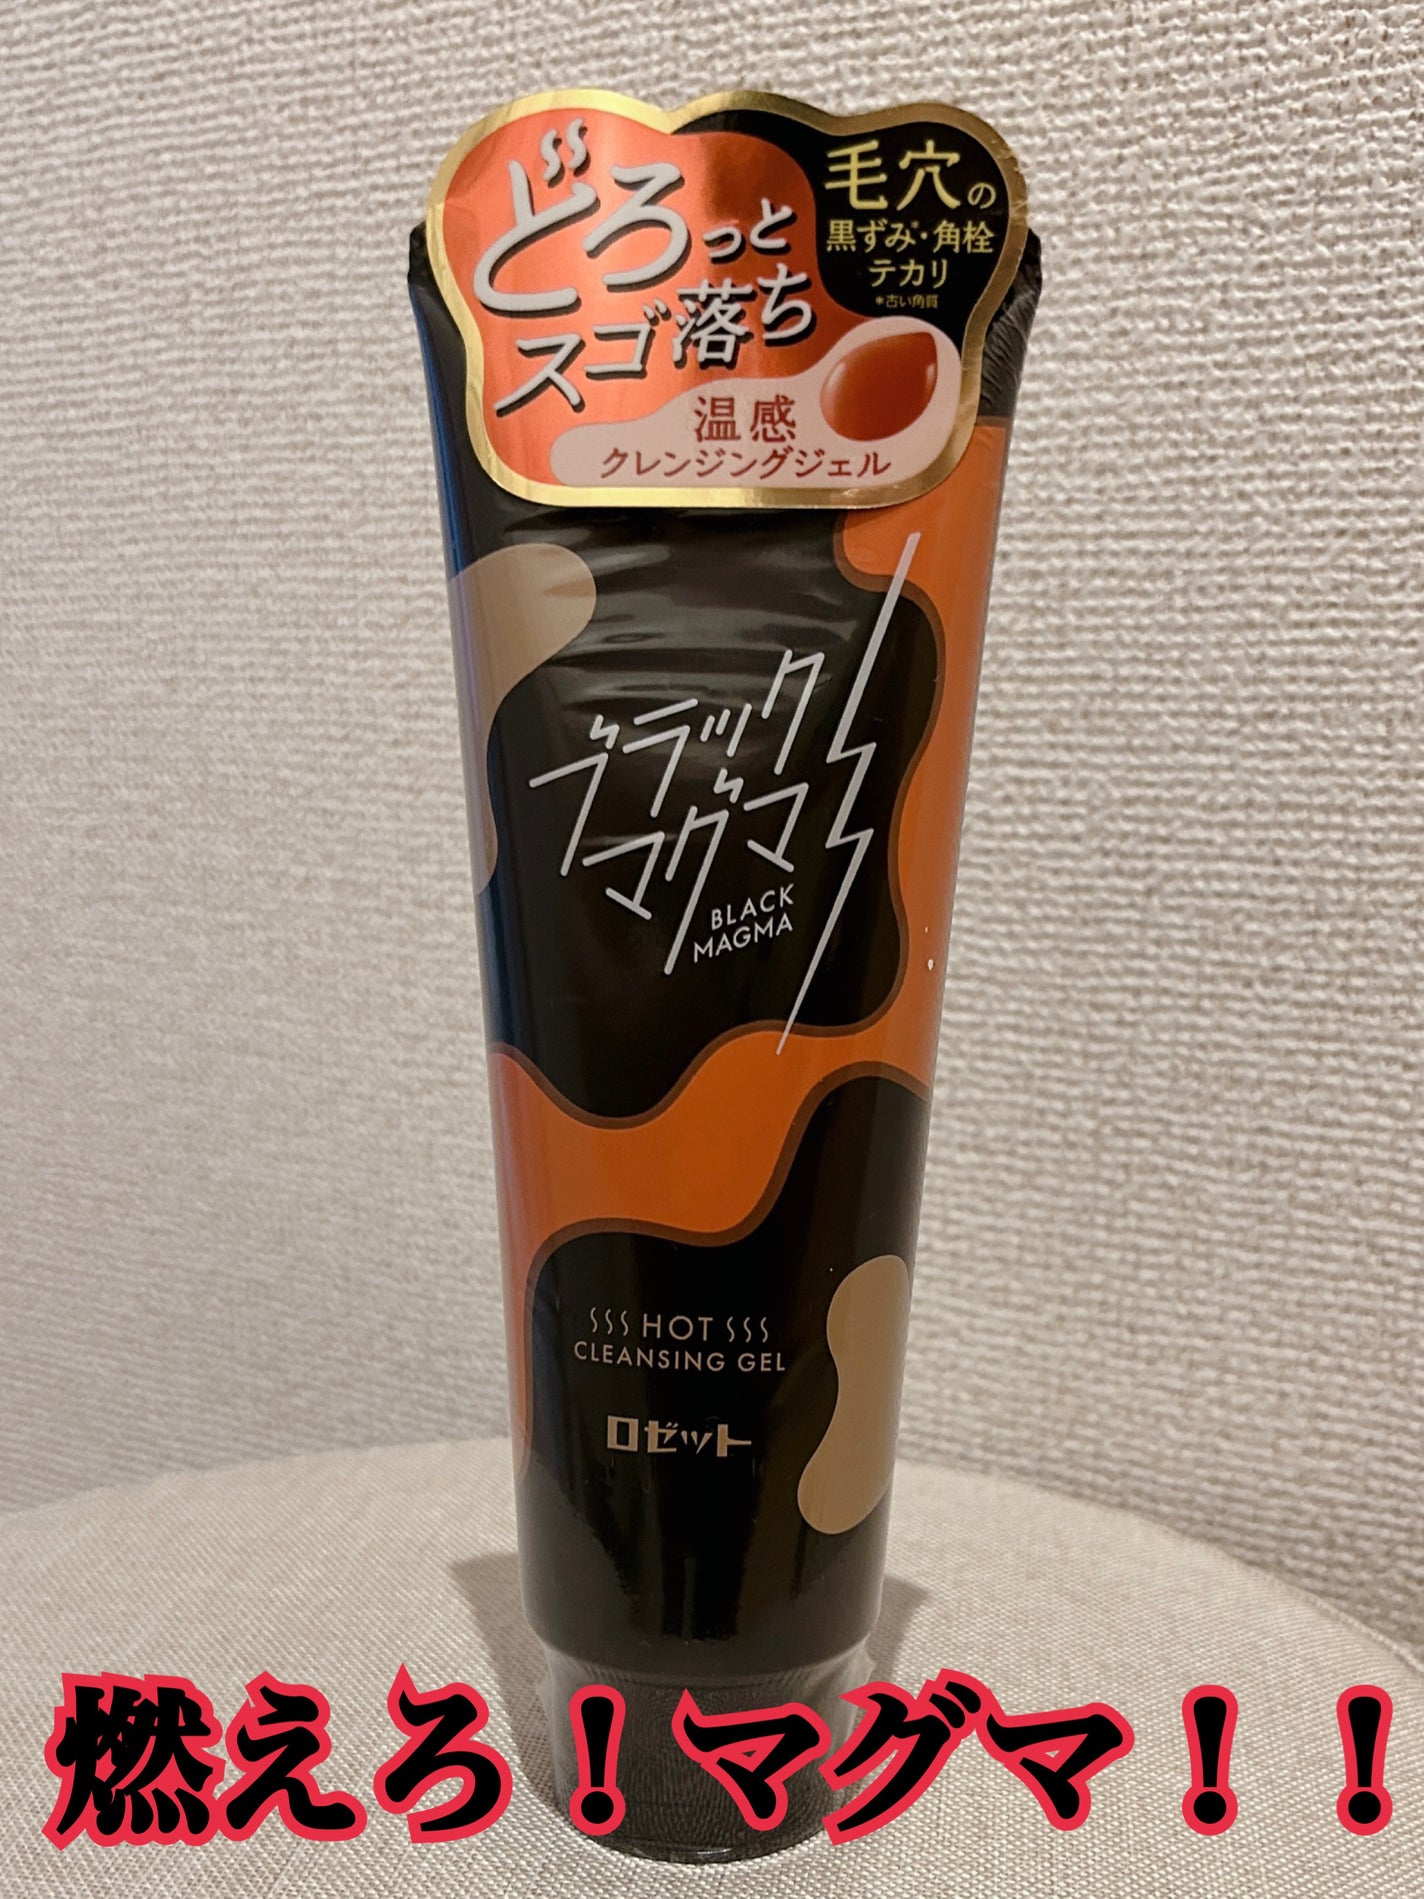 どろっと
スゴ落ち
毛穴の
黒ずみ*・角栓
テカリ
*古い角質
温感
クレンジングジェル
ブラック
マグマ
BLACK
MAGMA
HOT
CLEANSING GEL
ロゼット
燃えろ！マグマ！！